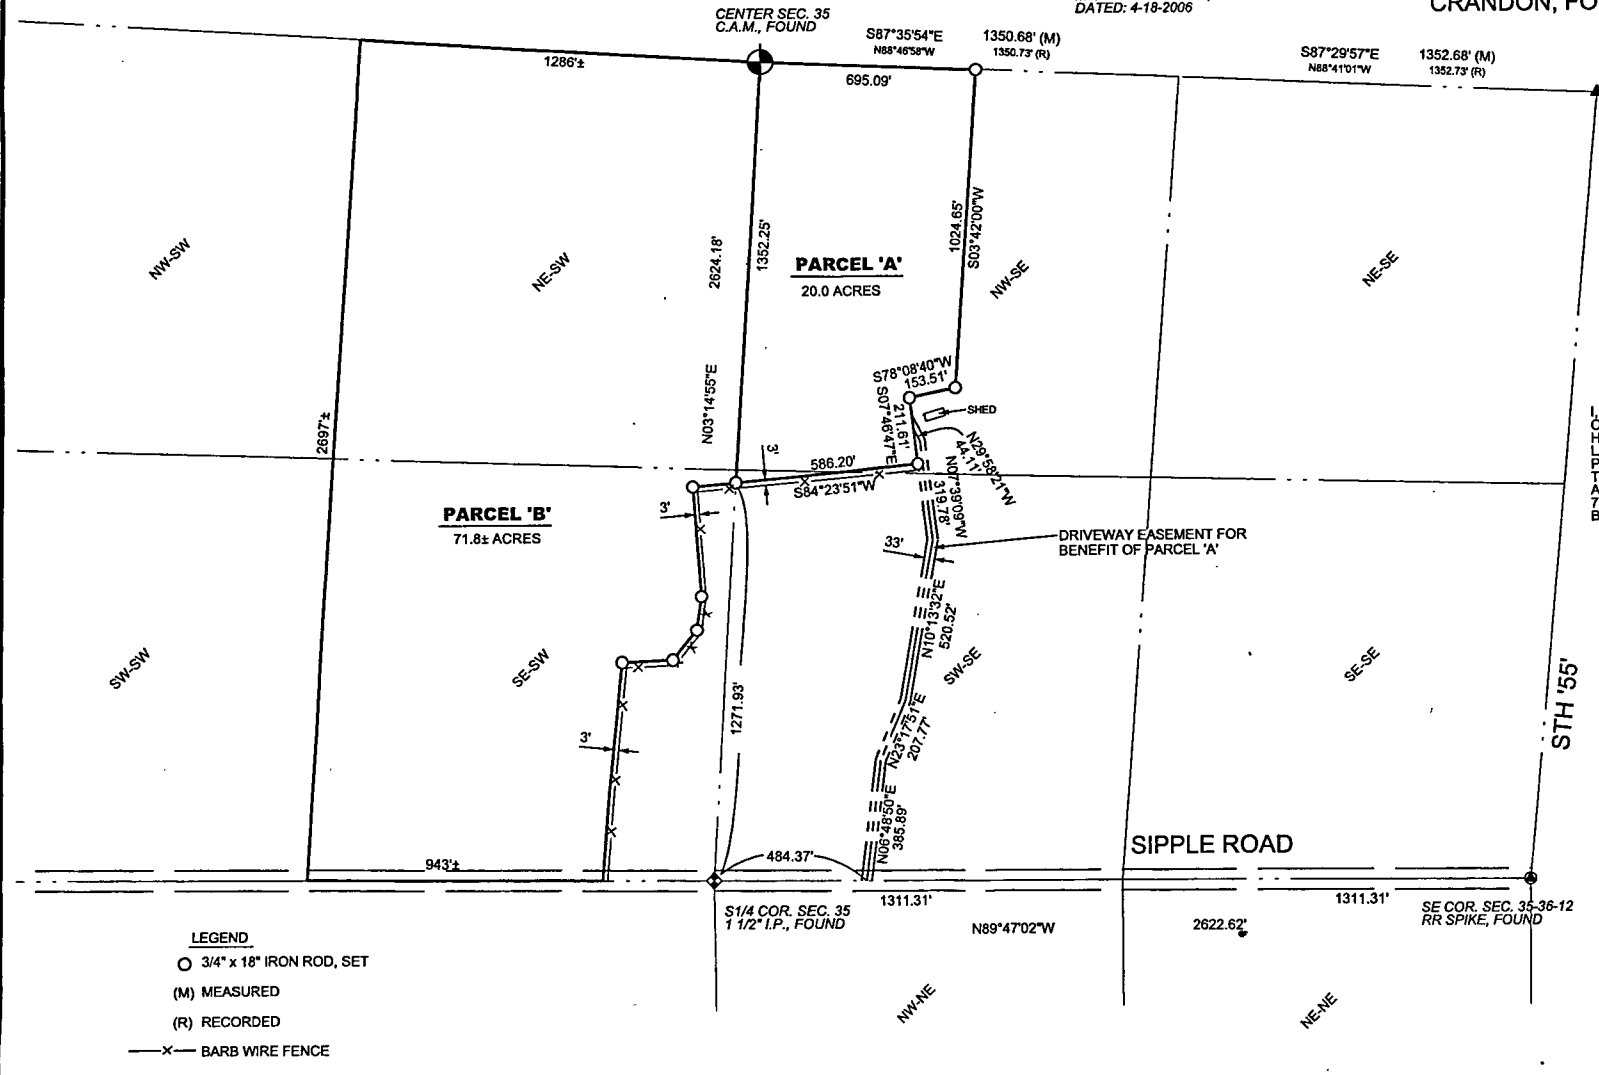 DATED: 4-18-2006
CENTER SEC. 35
C.A.M., FOUND
S87°35'54"E 1350.68' (M)
N88°46'58"W 1350.73' (R)
S87°29'57"E 1352.68' (M)
N88°41'01"W 1352.73' (R)
1286'±
695.09'
NW-SW
NE-SW
2624.18'
1352.25'
N03°14'55"E
PARCEL 'A'
20.0 ACRES
1024.65'
S03°42'00"W
NW-SE
NE-SE
S78°08'40"W
153.51'
SHED
211.61'
S07°46'47"E
N29°58'21"W
44.11'
N07°39'09"W
319.78'
2697'±
3'
586.20'
S84°23'51"W
PARCEL 'B'
71.8± ACRES
3'
33'
DRIVEWAY EASEMENT FOR
BENEFIT OF PARCEL 'A'
N10°13'32"E
520.52'
SW-SW
SE-SW
SW-SE
SE-SE
1271.93'
N23°17'51"E
207.77'
3'
N06°48'50"E
385.89'
STH '55'
SIPPLE ROAD
943'±
484.37'
1311.31'
1311.31'
S1/4 COR. SEC. 35
1 1/2" I.P., FOUND
N89°47'02"W
2622.62'
SE COR. SEC. 35-36-12
RR SPIKE, FOUND
NW-NE
NE-NE
LEGEND
3/4" x 18" IRON ROD, SET
(M) MEASURED
(R) RECORDED
BARB WIRE FENCE